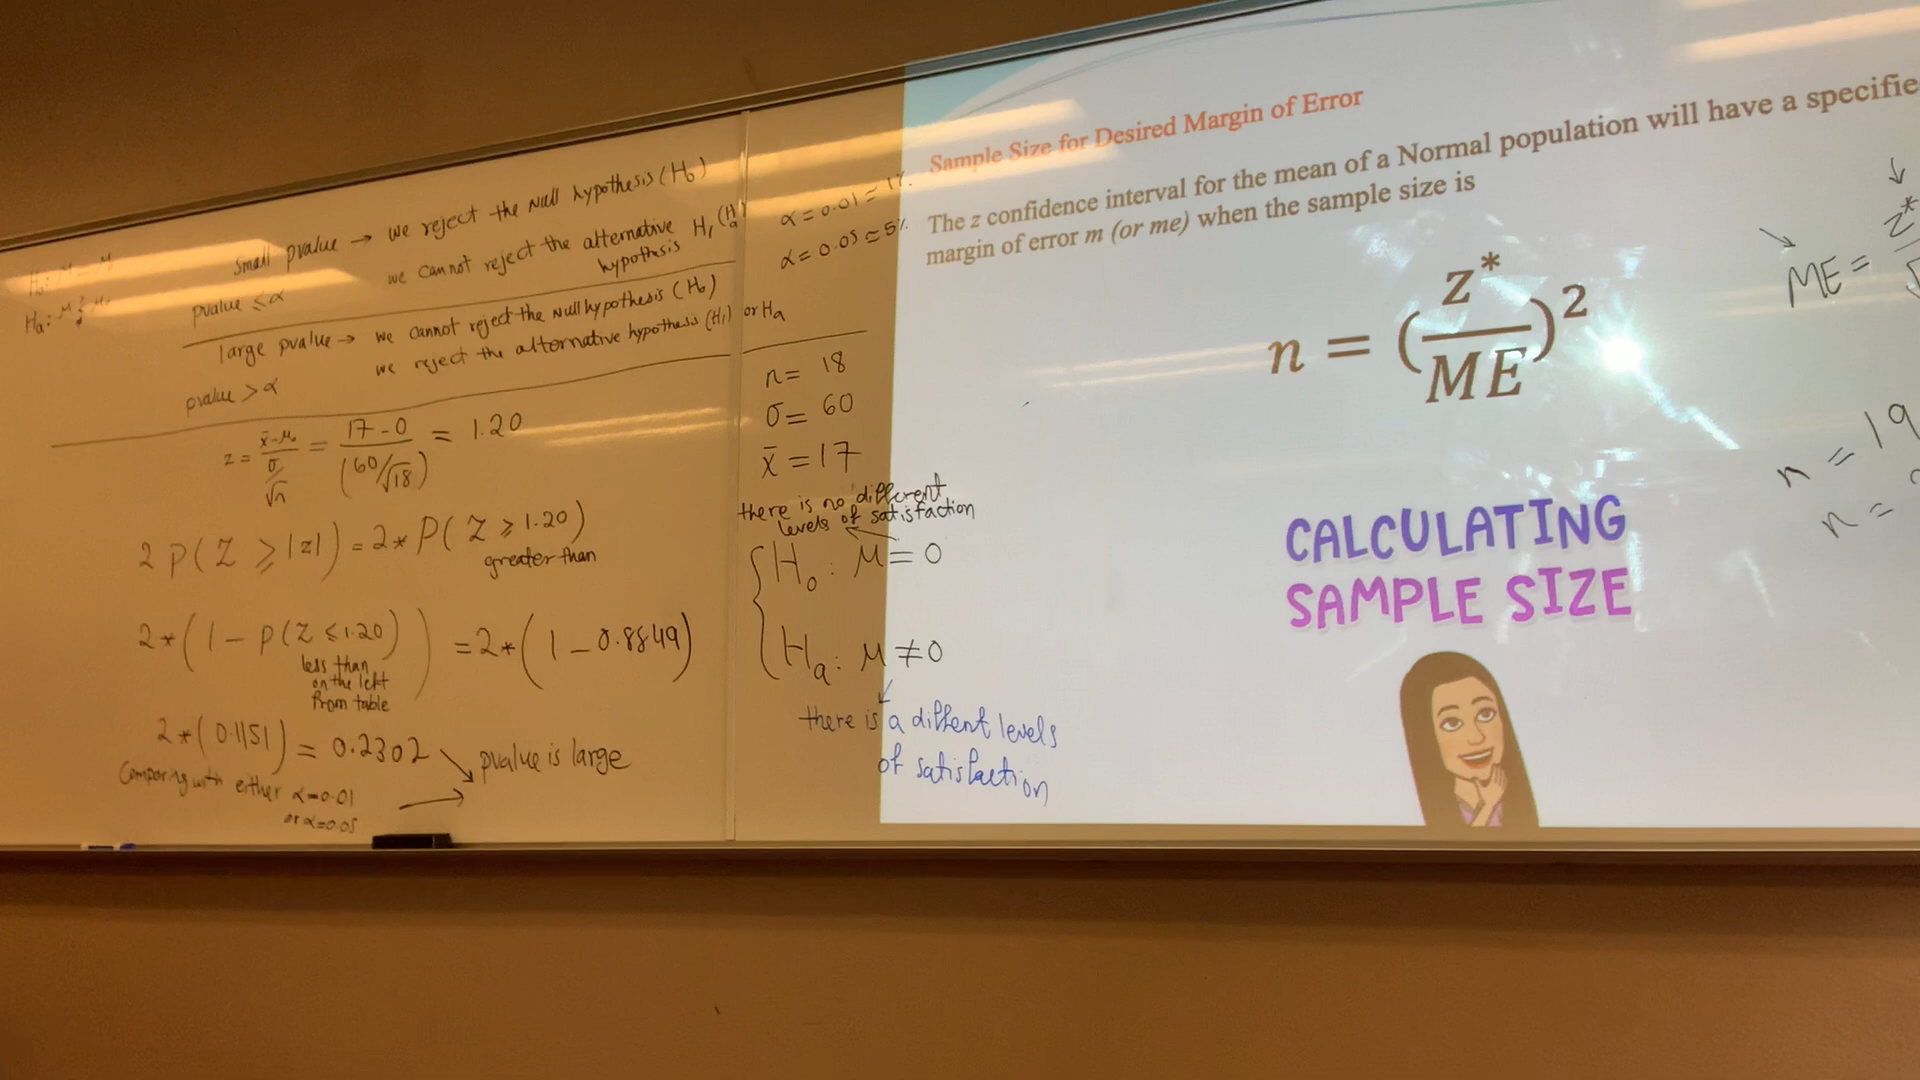 small pvalue → we reject the null hypothesis (H₀)
we cannot reject the alternative H₁ (Hₐ)
hypothesis
pvalue ≤ α
large pvalue → we cannot reject the null hypothesis (H₀)
we reject the alternative hypothesis (H₁) or Hₐ
pvalue > α
z = (x̄ - μ₀) / (σ/√n) = (17 - 0) / (60/√18) = 1.20
2 P(Z ≥ |z|) = 2 * P(Z ≥ 1.20)
greater than
2 * (1 - P(Z ≤ 1.20)) = 2 * (1 - 0.8849)
less than
on the left
from table
2 * (0.1151) = 0.2302
pvalue is large
Comparing with either α=0.01
or α=0.05
α = 0.01 = 1%
α = 0.05 = 5%
n = 18
σ = 60
x̄ = 17
there is no different
levels of satisfaction
H₀: μ = 0
Hₐ: μ ≠ 0
there is a diffent levels
of satisfaction
Sample Size for Desired Margin of Error
The z confidence interval for the mean of a Normal population will have a specifie
margin of error m (or me) when the sample size is
n = (z*/ME)²
CALCULATING
SAMPLE SIZE
ME = z*/√
n = 19
n =